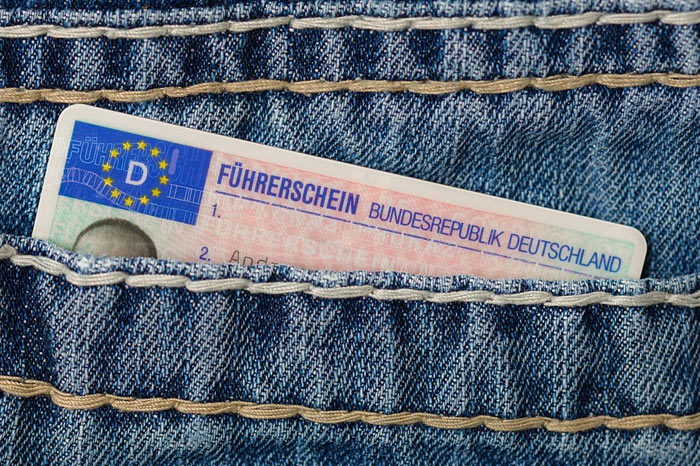 D
FÜHRERSCHEIN BUNDESREPUBLIK DEUTSCHLAND
1.
2.